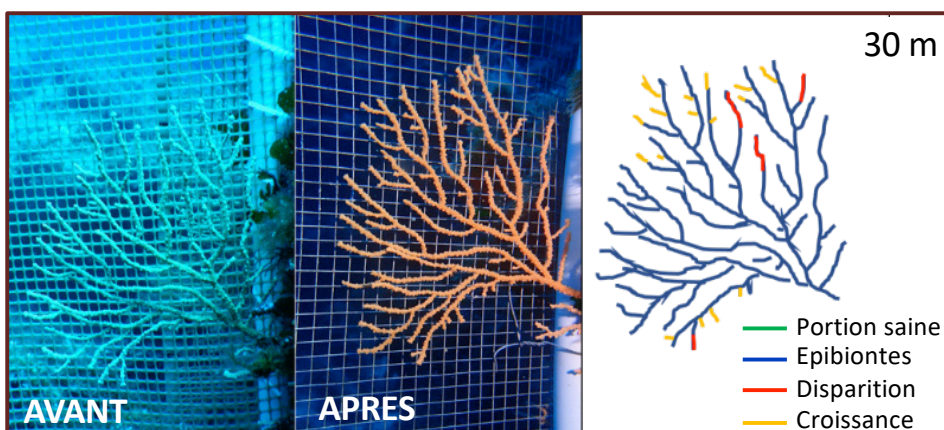 30 m
Portion saine
Epibiontes
Disparition
Croissance
AVANT
APRES